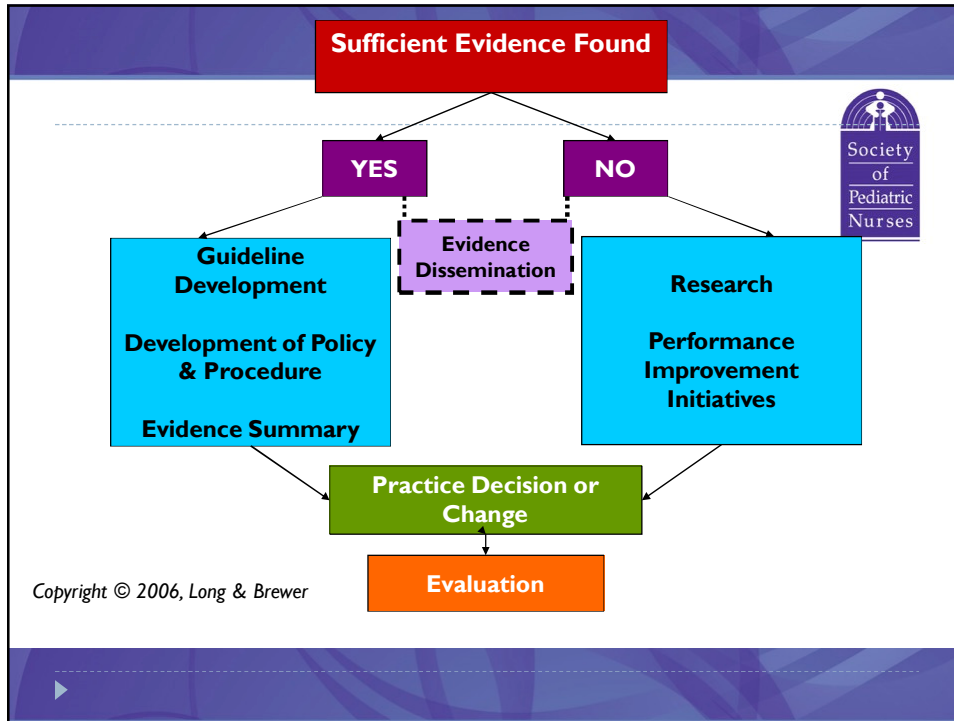 Sufficient Evidence Found
Society
of
Pediatric
Nurses
YES
NO
Evidence
Dissemination
Guideline
Development
Development of Policy
& Procedure
Evidence Summary
Research
Performance
Improvement
Initiatives
Practice Decision or
Change
Evaluation
Copyright © 2006, Long & Brewer